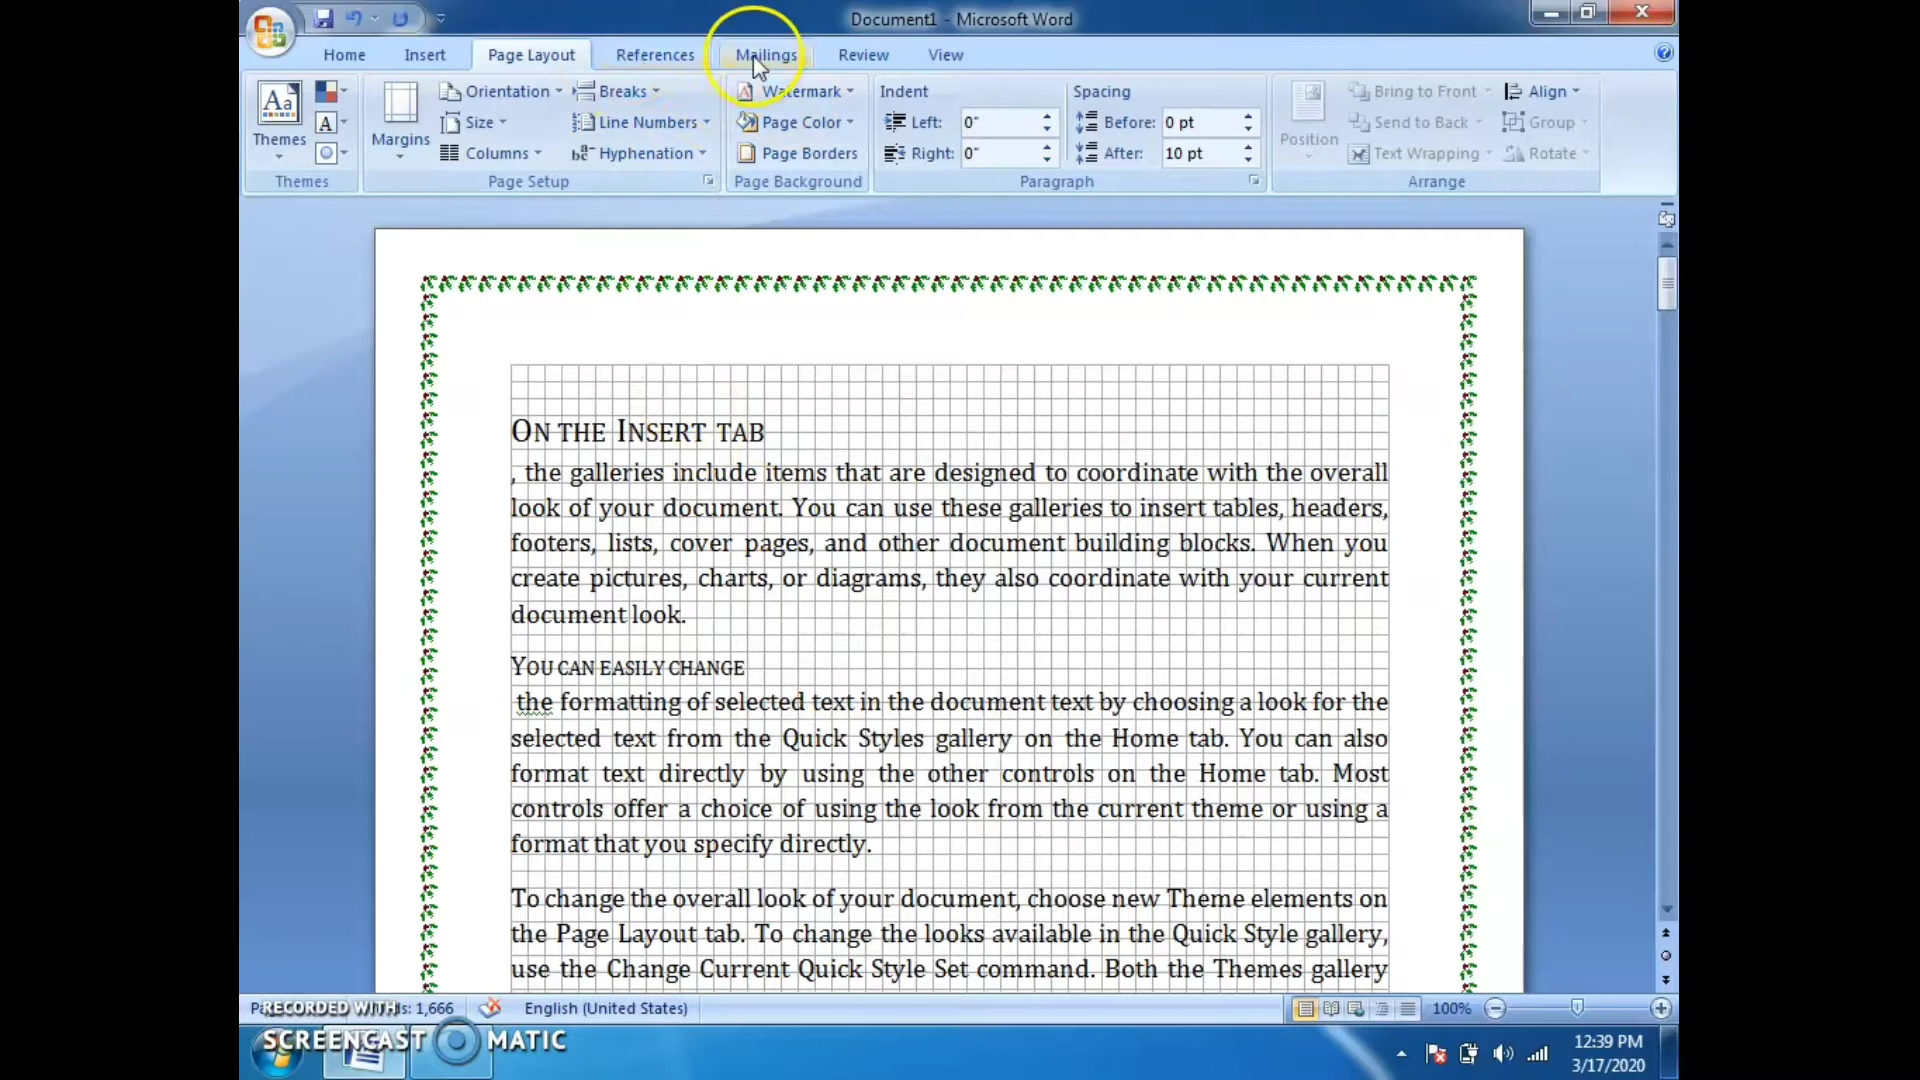 Document1 - Microsoft Word
Home Insert Page Layout References Mailings Review View
Orientation Breaks Watermark Indent Spacing Bring to Front Align
Aa Size Line Numbers Page Color Left: 0" Before: 0 pt Send to Back Group
Themes Margins Columns Hyphenation Page Borders Right: 0" After: 10 pt Position Text Wrapping Rotate
Themes Page Setup Page Background Paragraph Arrange
ON THE INSERT TAB
, the galleries include items that are designed to coordinate with the overall
look of your document. You can use these galleries to insert tables, headers,
footers, lists, cover pages, and other document building blocks. When you
create pictures, charts, or diagrams, they also coordinate with your current
document look.
YOU CAN EASILY CHANGE
the formatting of selected text in the document text by choosing a look for the
selected text from the Quick Styles gallery on the Home tab. You can also
format text directly by using the other controls on the Home tab. Most
controls offer a choice of using the look from the current theme or using a
format that you specify directly.
To change the overall look of your document, choose new Theme elements on
the Page Layout tab. To change the looks available in the Quick Style gallery,
use the Change Current Quick Style Set command. Both the Themes gallery
RECORDED WITH 1,666 English (United States) 100%
SCREENCAST MATIC
12:39 PM
3/17/2020